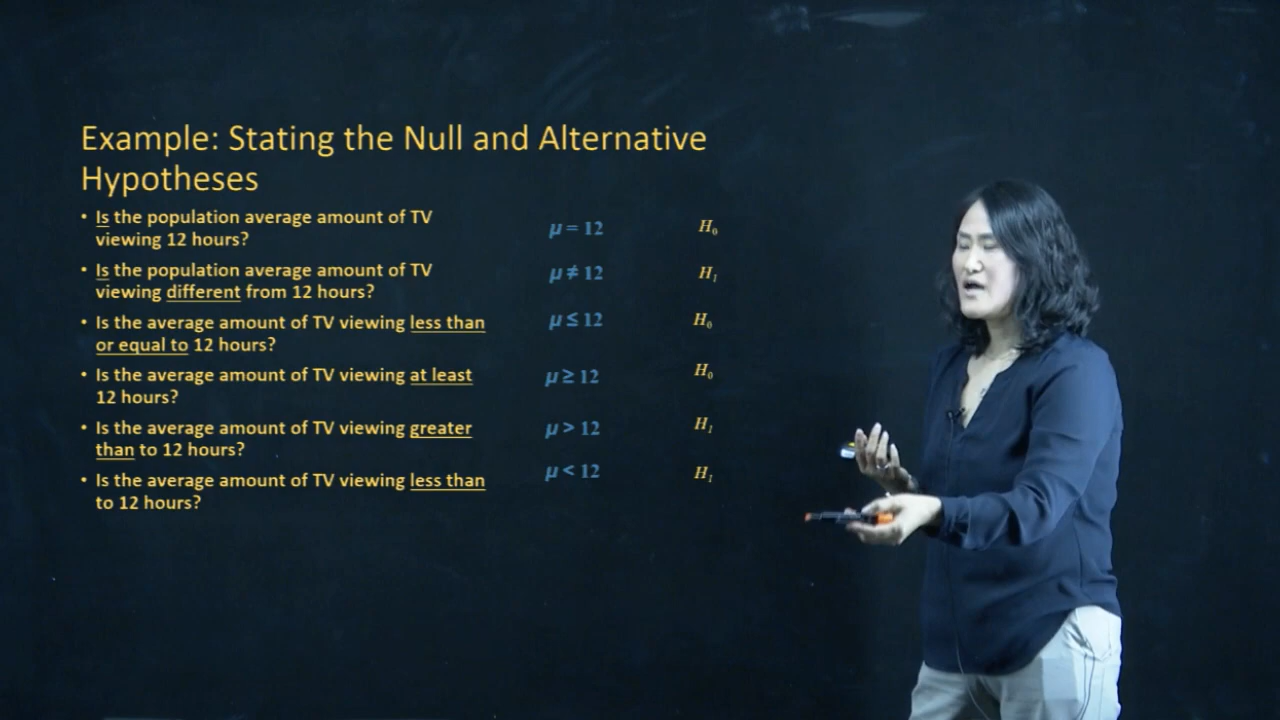 Example: Stating the Null and Alternative
Hypotheses
• Is the population average amount of TV
viewing 12 hours?
μ = 12 H0
• Is the population average amount of TV
viewing different from 12 hours?
μ ≠ 12 H1
• Is the average amount of TV viewing less than
or equal to 12 hours?
μ ≤ 12 H0
• Is the average amount of TV viewing at least
12 hours?
μ ≥ 12 H0
• Is the average amount of TV viewing greater
than to 12 hours?
μ > 12 H1
• Is the average amount of TV viewing less than
to 12 hours?
μ < 12 H1